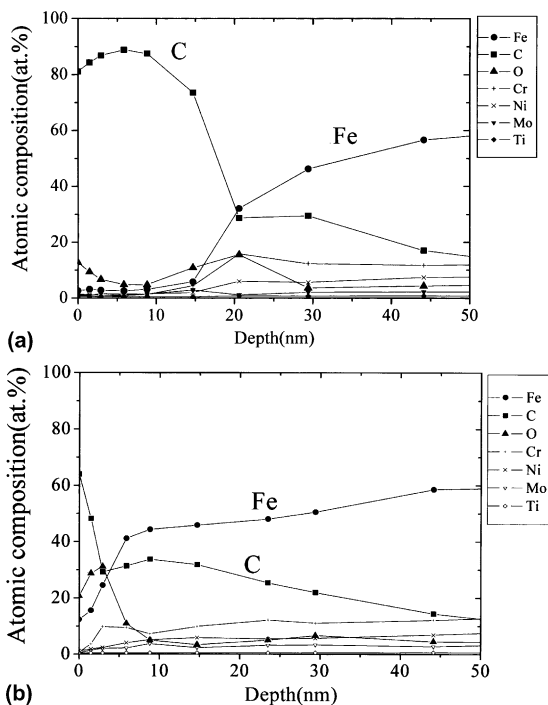 100
80
60
40
20
0
Atomic composition(at.%)
C
Fe
Fe
C
O
Cr
Ni
Mo
Ti
0 10 20 30 40 50
Depth(nm)
(a)
100
80
60
40
20
0
Atomic composition(at.%)
Fe
C
Fe
C
O
Cr
Ni
Mo
Ti
0 10 20 30 40 50
Depth(nm)
(b)